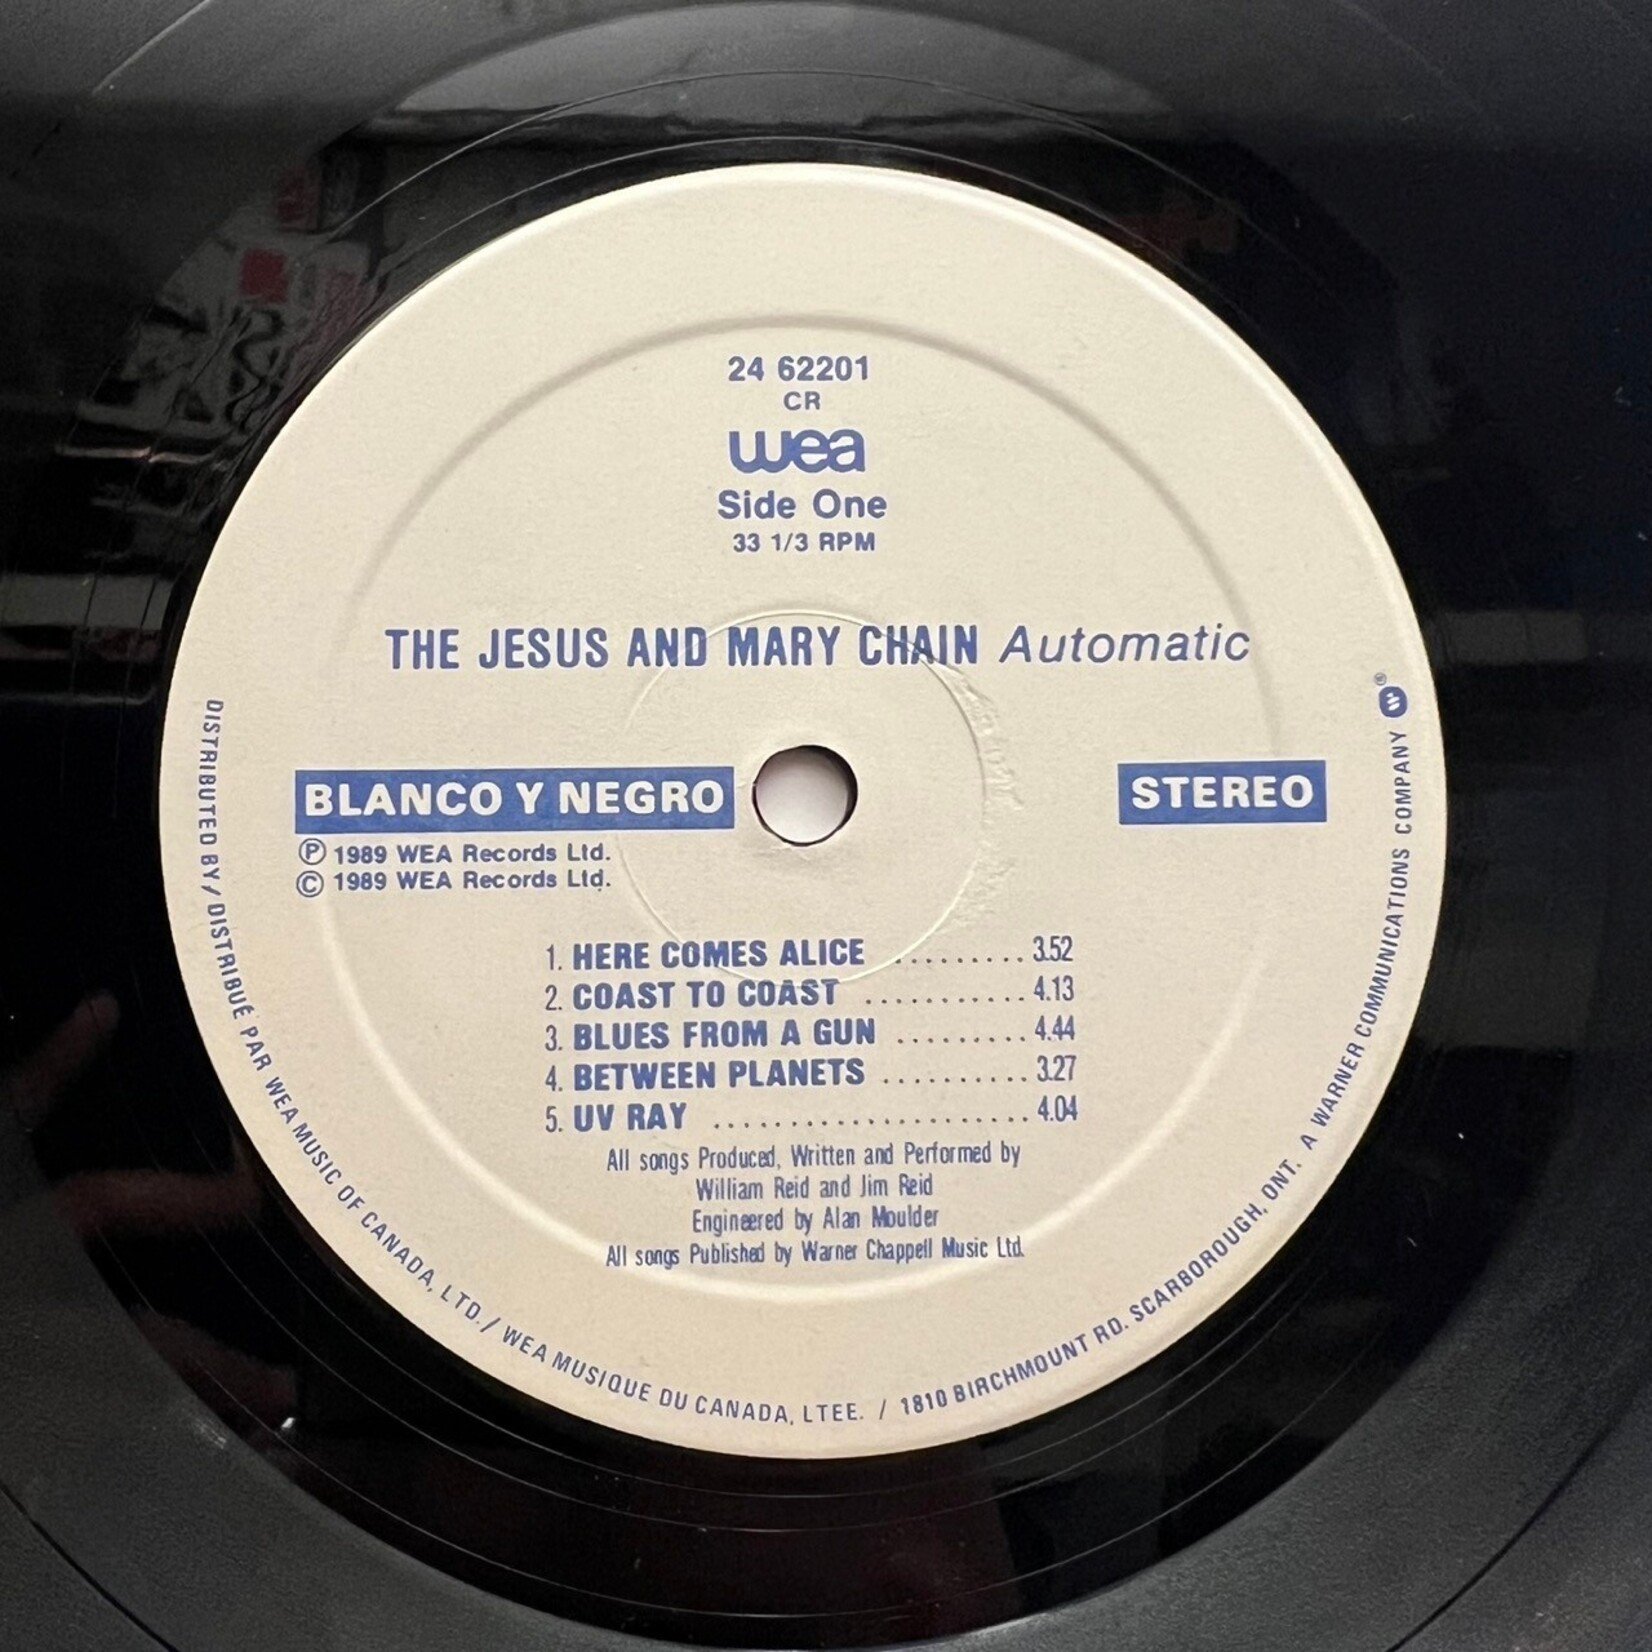 24 62201
CR
wea
Side One
33 1/3 RPM
THE JESUS AND MARY CHAIN Automatic
BLANCO Y NEGRO
STEREO
Ⓟ 1989 WEA Records Ltd.
© 1989 WEA Records Ltd.
1. HERE COMES ALICE ......... 3.52
2. COAST TO COAST ........... 4.13
3. BLUES FROM A GUN ......... 4.44
4. BETWEEN PLANETS .......... 3.27
5. UV RAY ..................... 4.04
All songs Produced, Written and Performed by
William Reid and Jim Reid
Engineered by Alan Moulder
All songs Published by Warner Chappell Music Ltd.
DISTRIBUTED BY / DISTRIBUÉ PAR WEA MUSIC OF CANADA, LTD. / WEA MUSIQUE DU CANADA, LTEE. / 1810 BIRCHMOUNT RD. SCARBOROUGH, ONT. A WARNER COMMUNICATIONS COMPANY W®